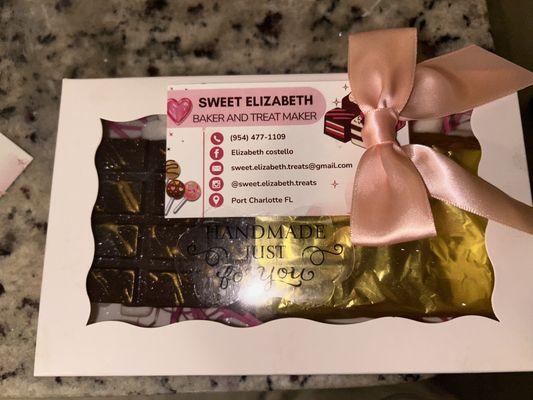 SWEET ELIZABETH
BAKER AND TREAT MAKER
(954) 477-1109
Elizabeth costello
sweet.elizabeth.treats@gmail.com
@sweet.elizabeth.treats
Port Charlotte FL
HANDMADE
JUST
for you